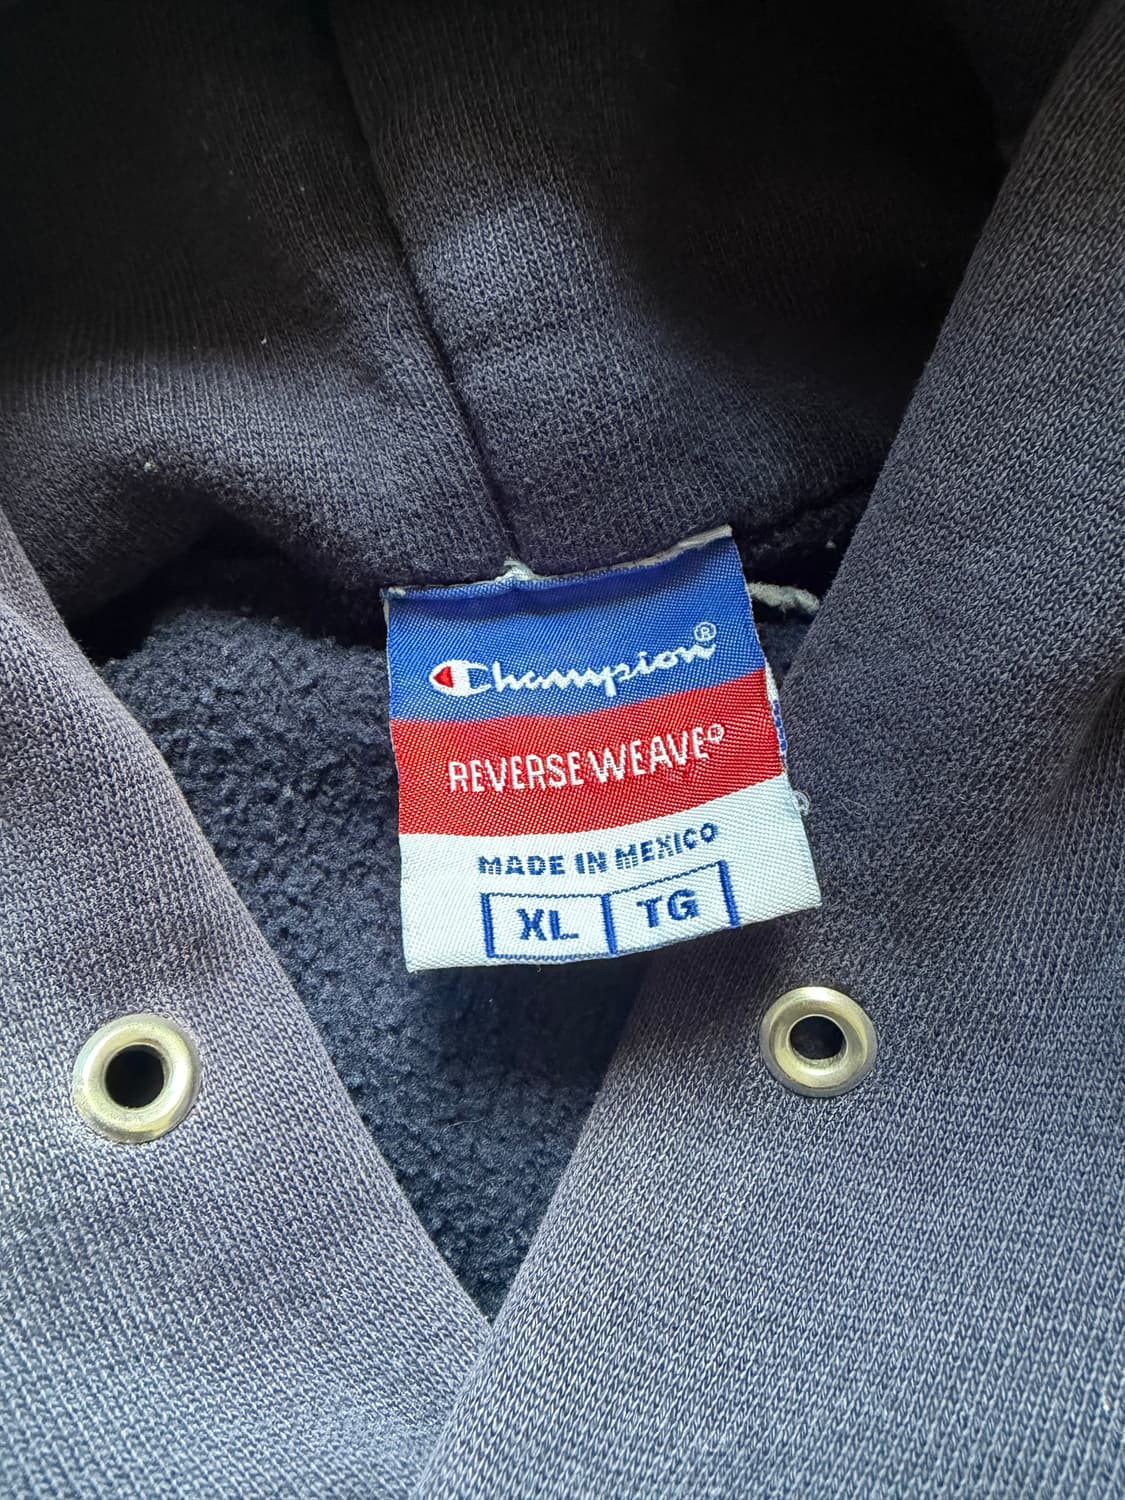 Champion®
REVERSE WEAVE®
MADE IN MEXICO
XL TG